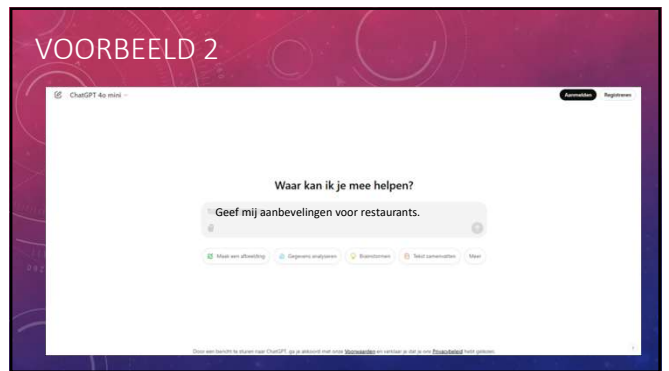 VOORBEELD 2
ChatGPT 4o mini
Aanmelden Registreren
Waar kan ik je mee helpen?
Geef mij aanbevelingen voor restaurants.
Maak een afbeelding Gegevens analyseren Brainstormen Tekst samenvatten Meer
Door een bericht te sturen naar ChatGPT, ga je akkoord met onze Voorwaarden en verklaar je dat je ons Privacybeleid hebt gelezen.